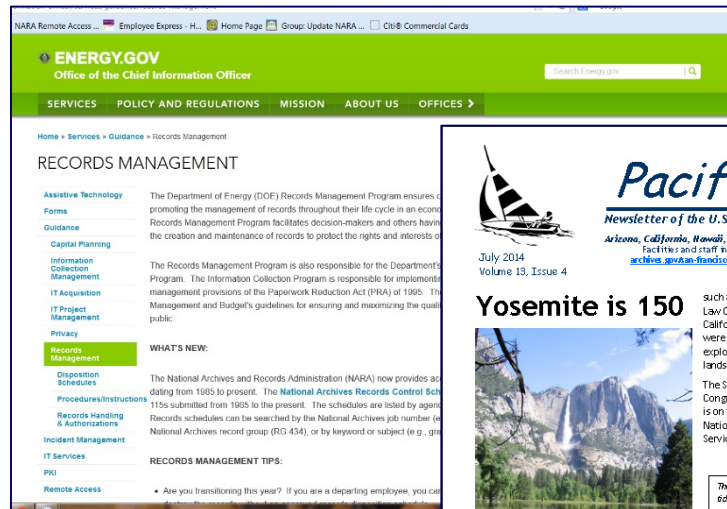 NARA Remote Access ... Employee Express - H... Home Page Group: Update NARA ... Citi® Commercial Cards
ENERGY.GOV
Office of the Chief Information Officer
Search Energy.gov
SERVICES POLICY AND REGULATIONS MISSION ABOUT US OFFICES
Home » Services » Guidance » Records Management
RECORDS MANAGEMENT
Assistive Technology
Forms
Guidance
Capital Planning
Information
Collection
Management
IT Acquisition
IT Project
Management
Privacy
Records
Management
Disposition
Schedules
Procedures/Instructions
Records Handling
& Authorizations
Incident Management
IT Services
PKI
Remote Access
The Department of Energy (DOE) Records Management Program ensures c
promoting the management of records throughout their life cycle in an econo
Records Management Program facilitates decision-makers and others havin
the creation and maintenance of records to protect the rights and interests o
The Records Management Program is also responsible for the Department's
Program. The Information Collection Program is responsible for implementin
management provisions of the Paperwork Reduction Act (PRA) of 1995. Th
Management and Budget's guidelines for ensuring and maximizing the qualit
public.
WHAT'S NEW:
The National Archives and Records Administration (NARA) now provides acc
dating from 1985 to present. The National Archives Records Control Sch
115s submitted from 1985 to the present. The schedules are listed by agenc
Records schedules can be searched by the National Archives job number (e
National Archives record group (RG 434), or by keyword or subject (e.g., gra
RECORDS MANAGEMENT TIPS:
• Are you transitioning this year? If you are a departing employee, you can
July 2014
Volume 13, Issue 4
Pacif
Newsletter of the U.S
Arizona, California, Hawaii,
Facilities and staff in
archives.gov/san-francisc
Yosemite is 150
such a
Law C
Califo
were
explo
lands
The S
Cong
is on
Natio
Servi
Th
tid